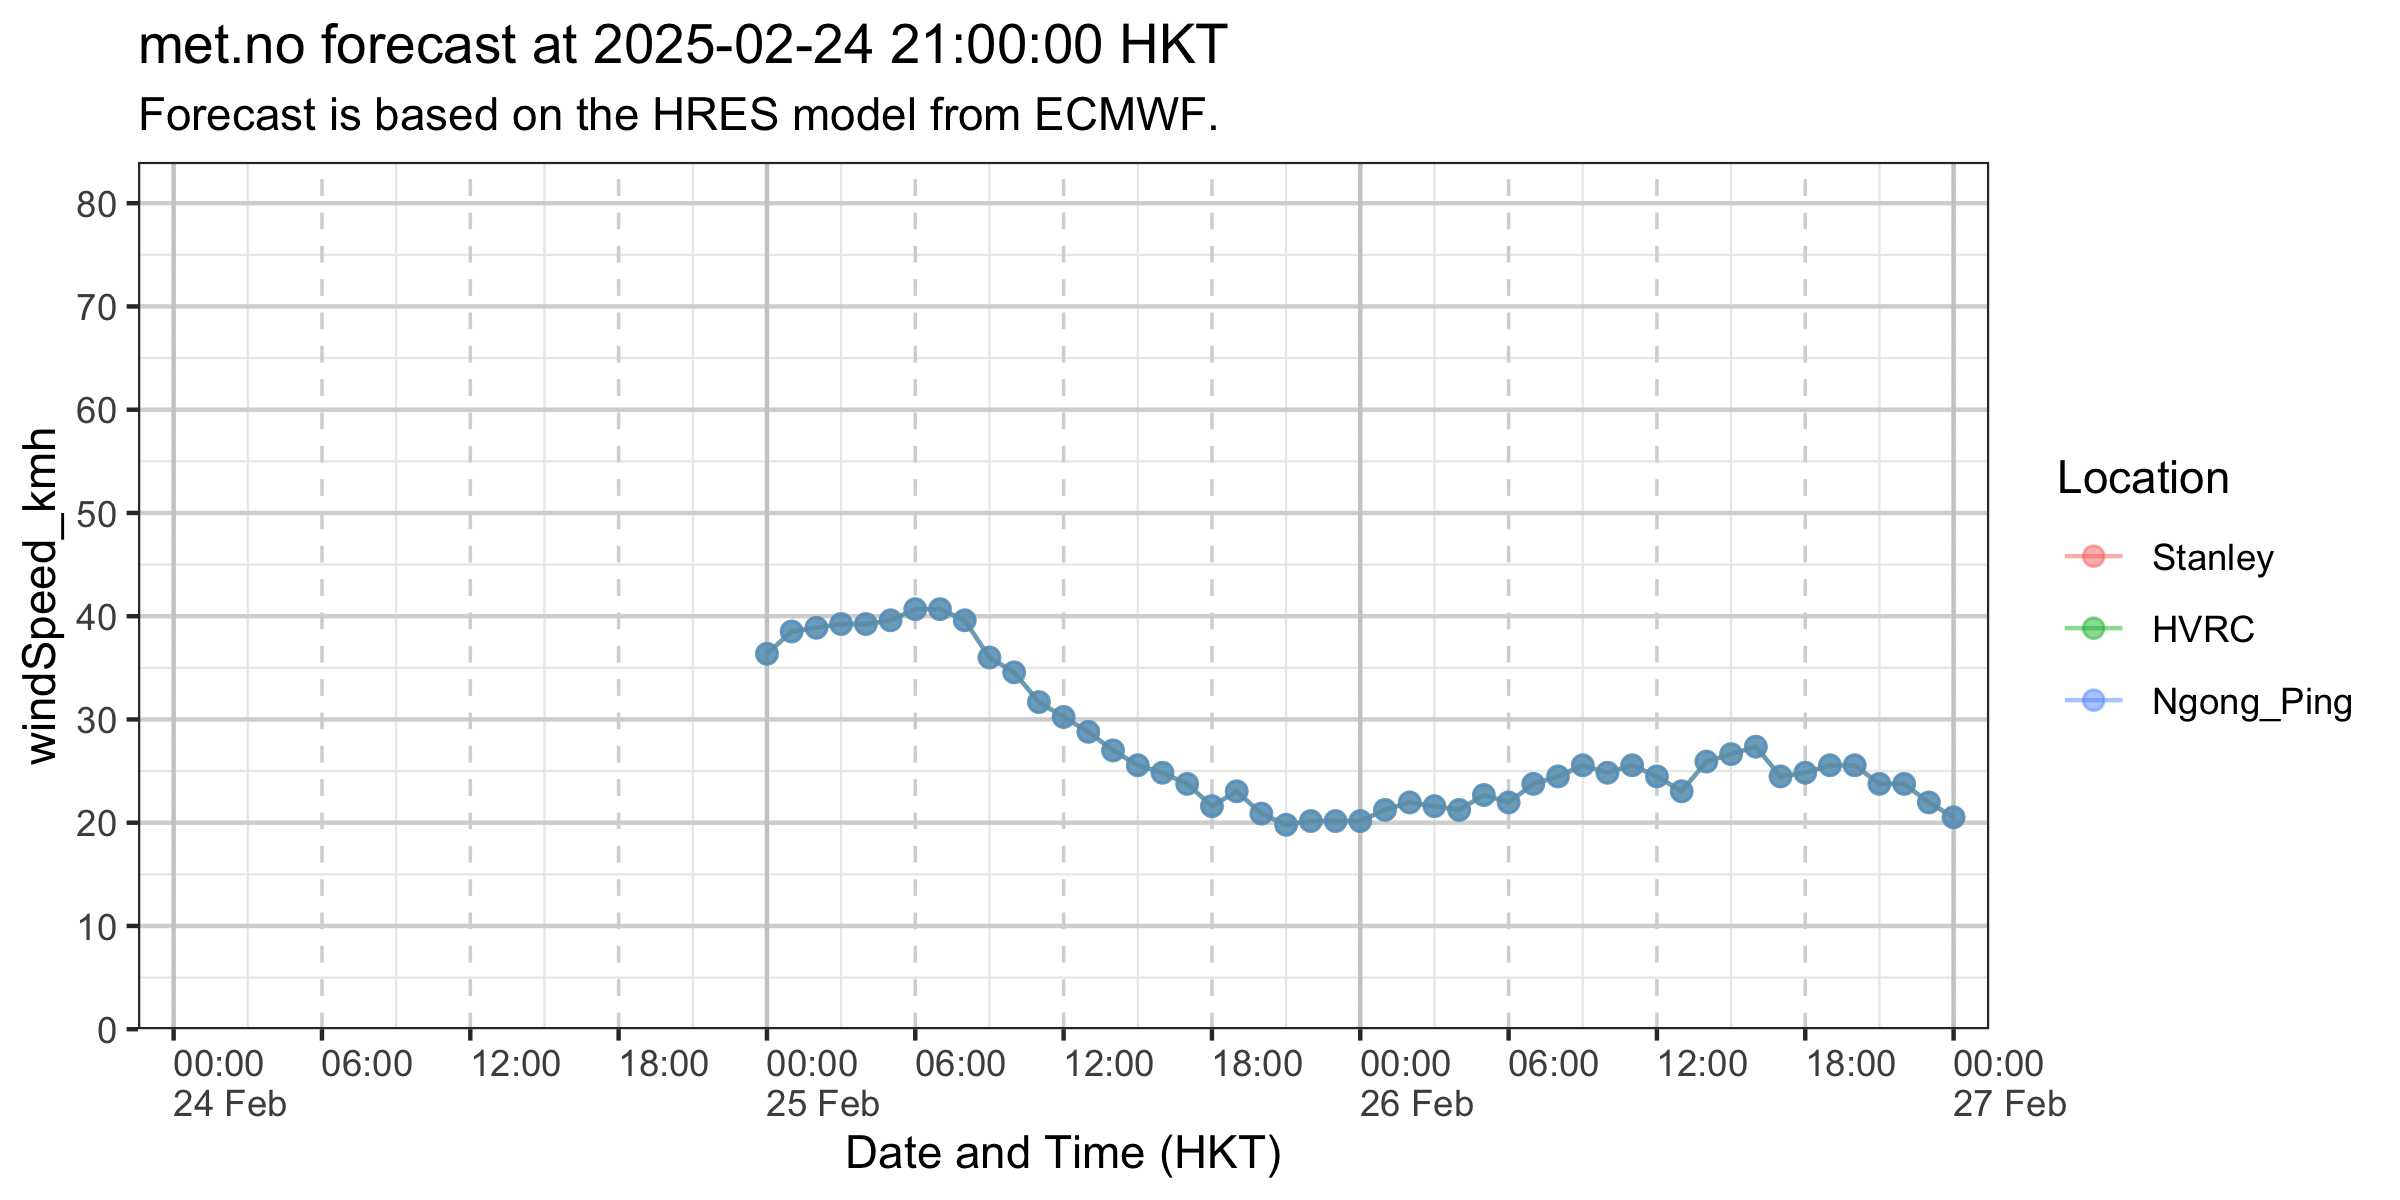 met.no forecast at 2025-02-24 21:00:00 HKT
Forecast is based on the HRES model from ECMWF.
windSpeed_kmh
80
70
60
50
40
30
20
10
0
00:00 06:00 12:00 18:00 00:00 06:00 12:00 18:00 00:00 06:00 12:00 18:00 00:00
24 Feb 25 Feb 26 Feb 27 Feb
Date and Time (HKT)
Location
Stanley
HVRC
Ngong_Ping